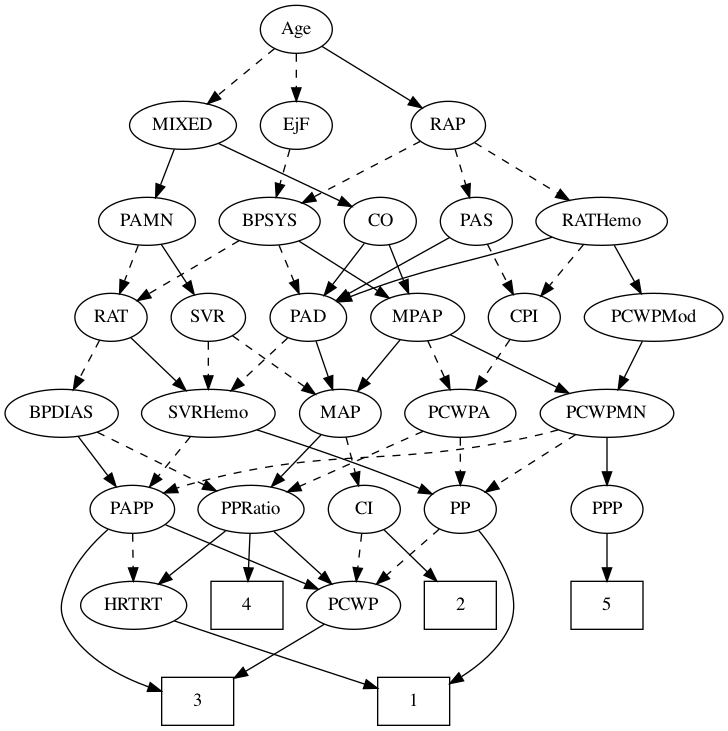 Age
MIXED
EjF
RAP
PAMN
BPSYS
CO
PAS
RATHemo
RAT
SVR
PAD
MPAP
CPI
PCWPMod
BPDIAS
SVRHemo
MAP
PCWPA
PCWPMN
PAPP
PPRatio
CI
PP
PPP
HRTRT
4
PCWP
2
5
3
1